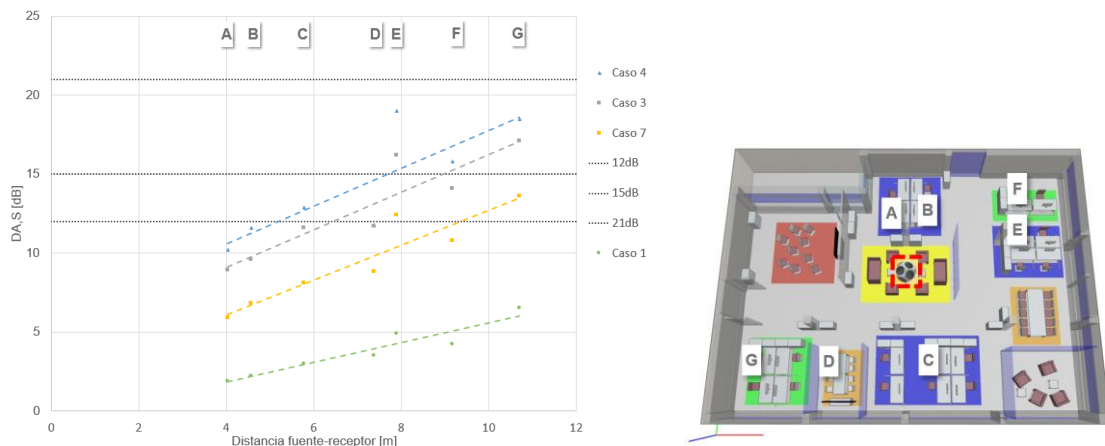 25
20
15
10
5
0
DA,S [dB]
A B C D E F G
0 2 4 6 8 10 12
Distancia fuente-receptor [m]
Caso 4
Caso 3
Caso 7
12dB
15dB
21dB
Caso 1
F
A B
E
G D C